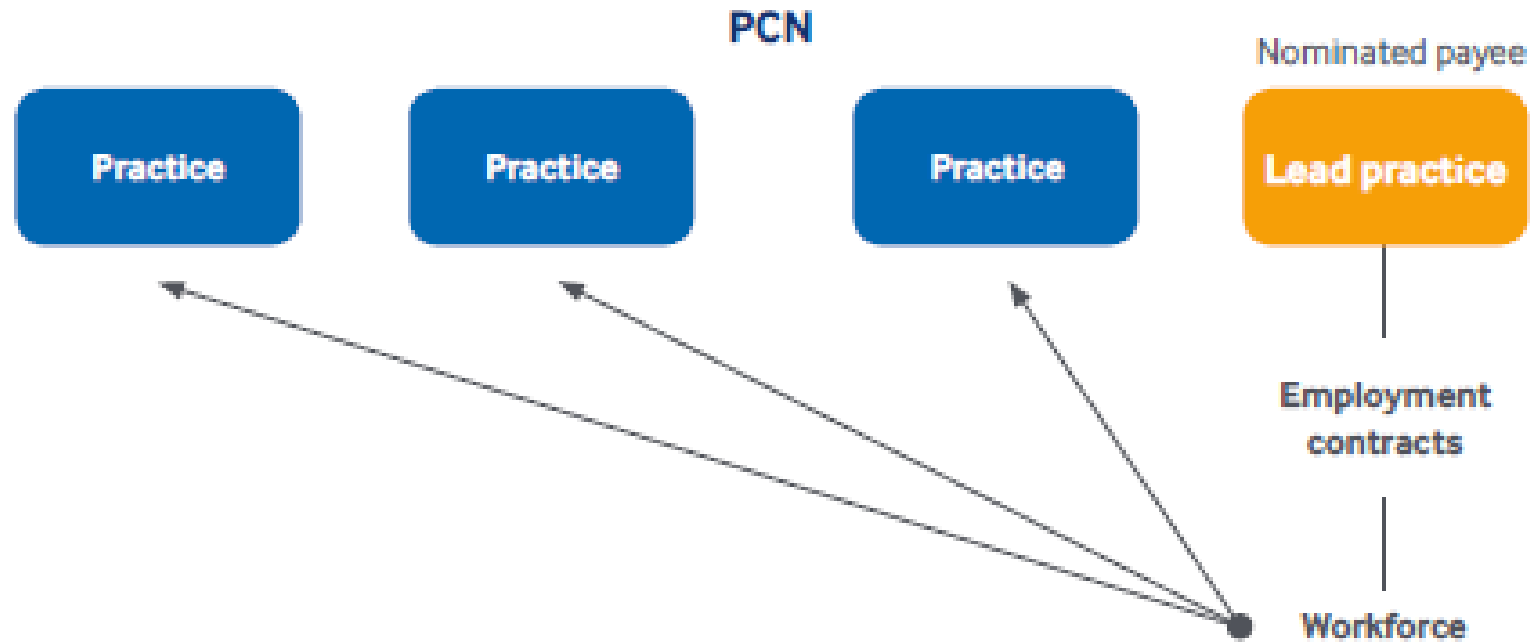 PCN
Nominated payee
Practice
Practice
Practice
Lead practice
Employment
contracts
Workforce